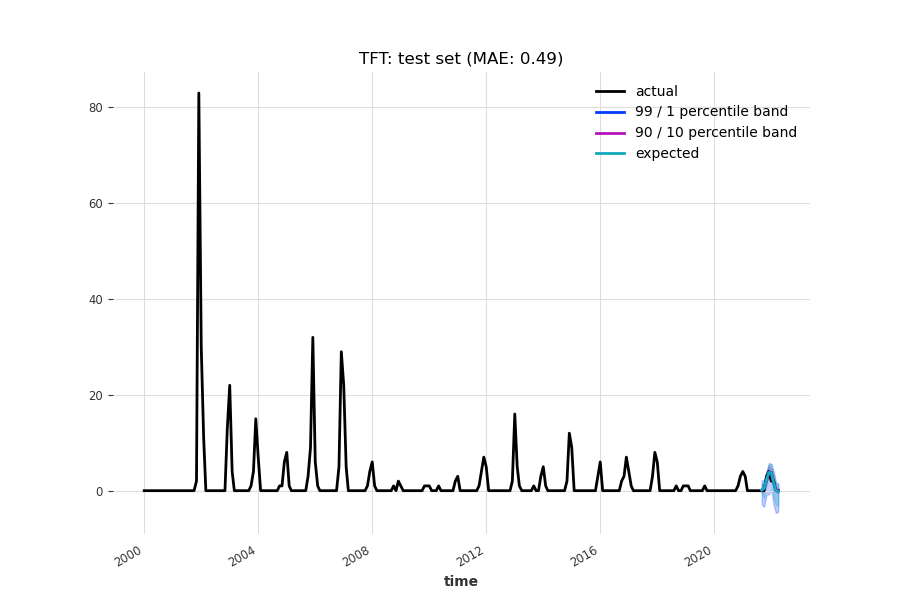 TFT: test set (MAE: 0.49)
actual
99 / 1 percentile band
90 / 10 percentile band
expected
80
60
40
20
0
2000
2004
2008
2012
2016
2020
time